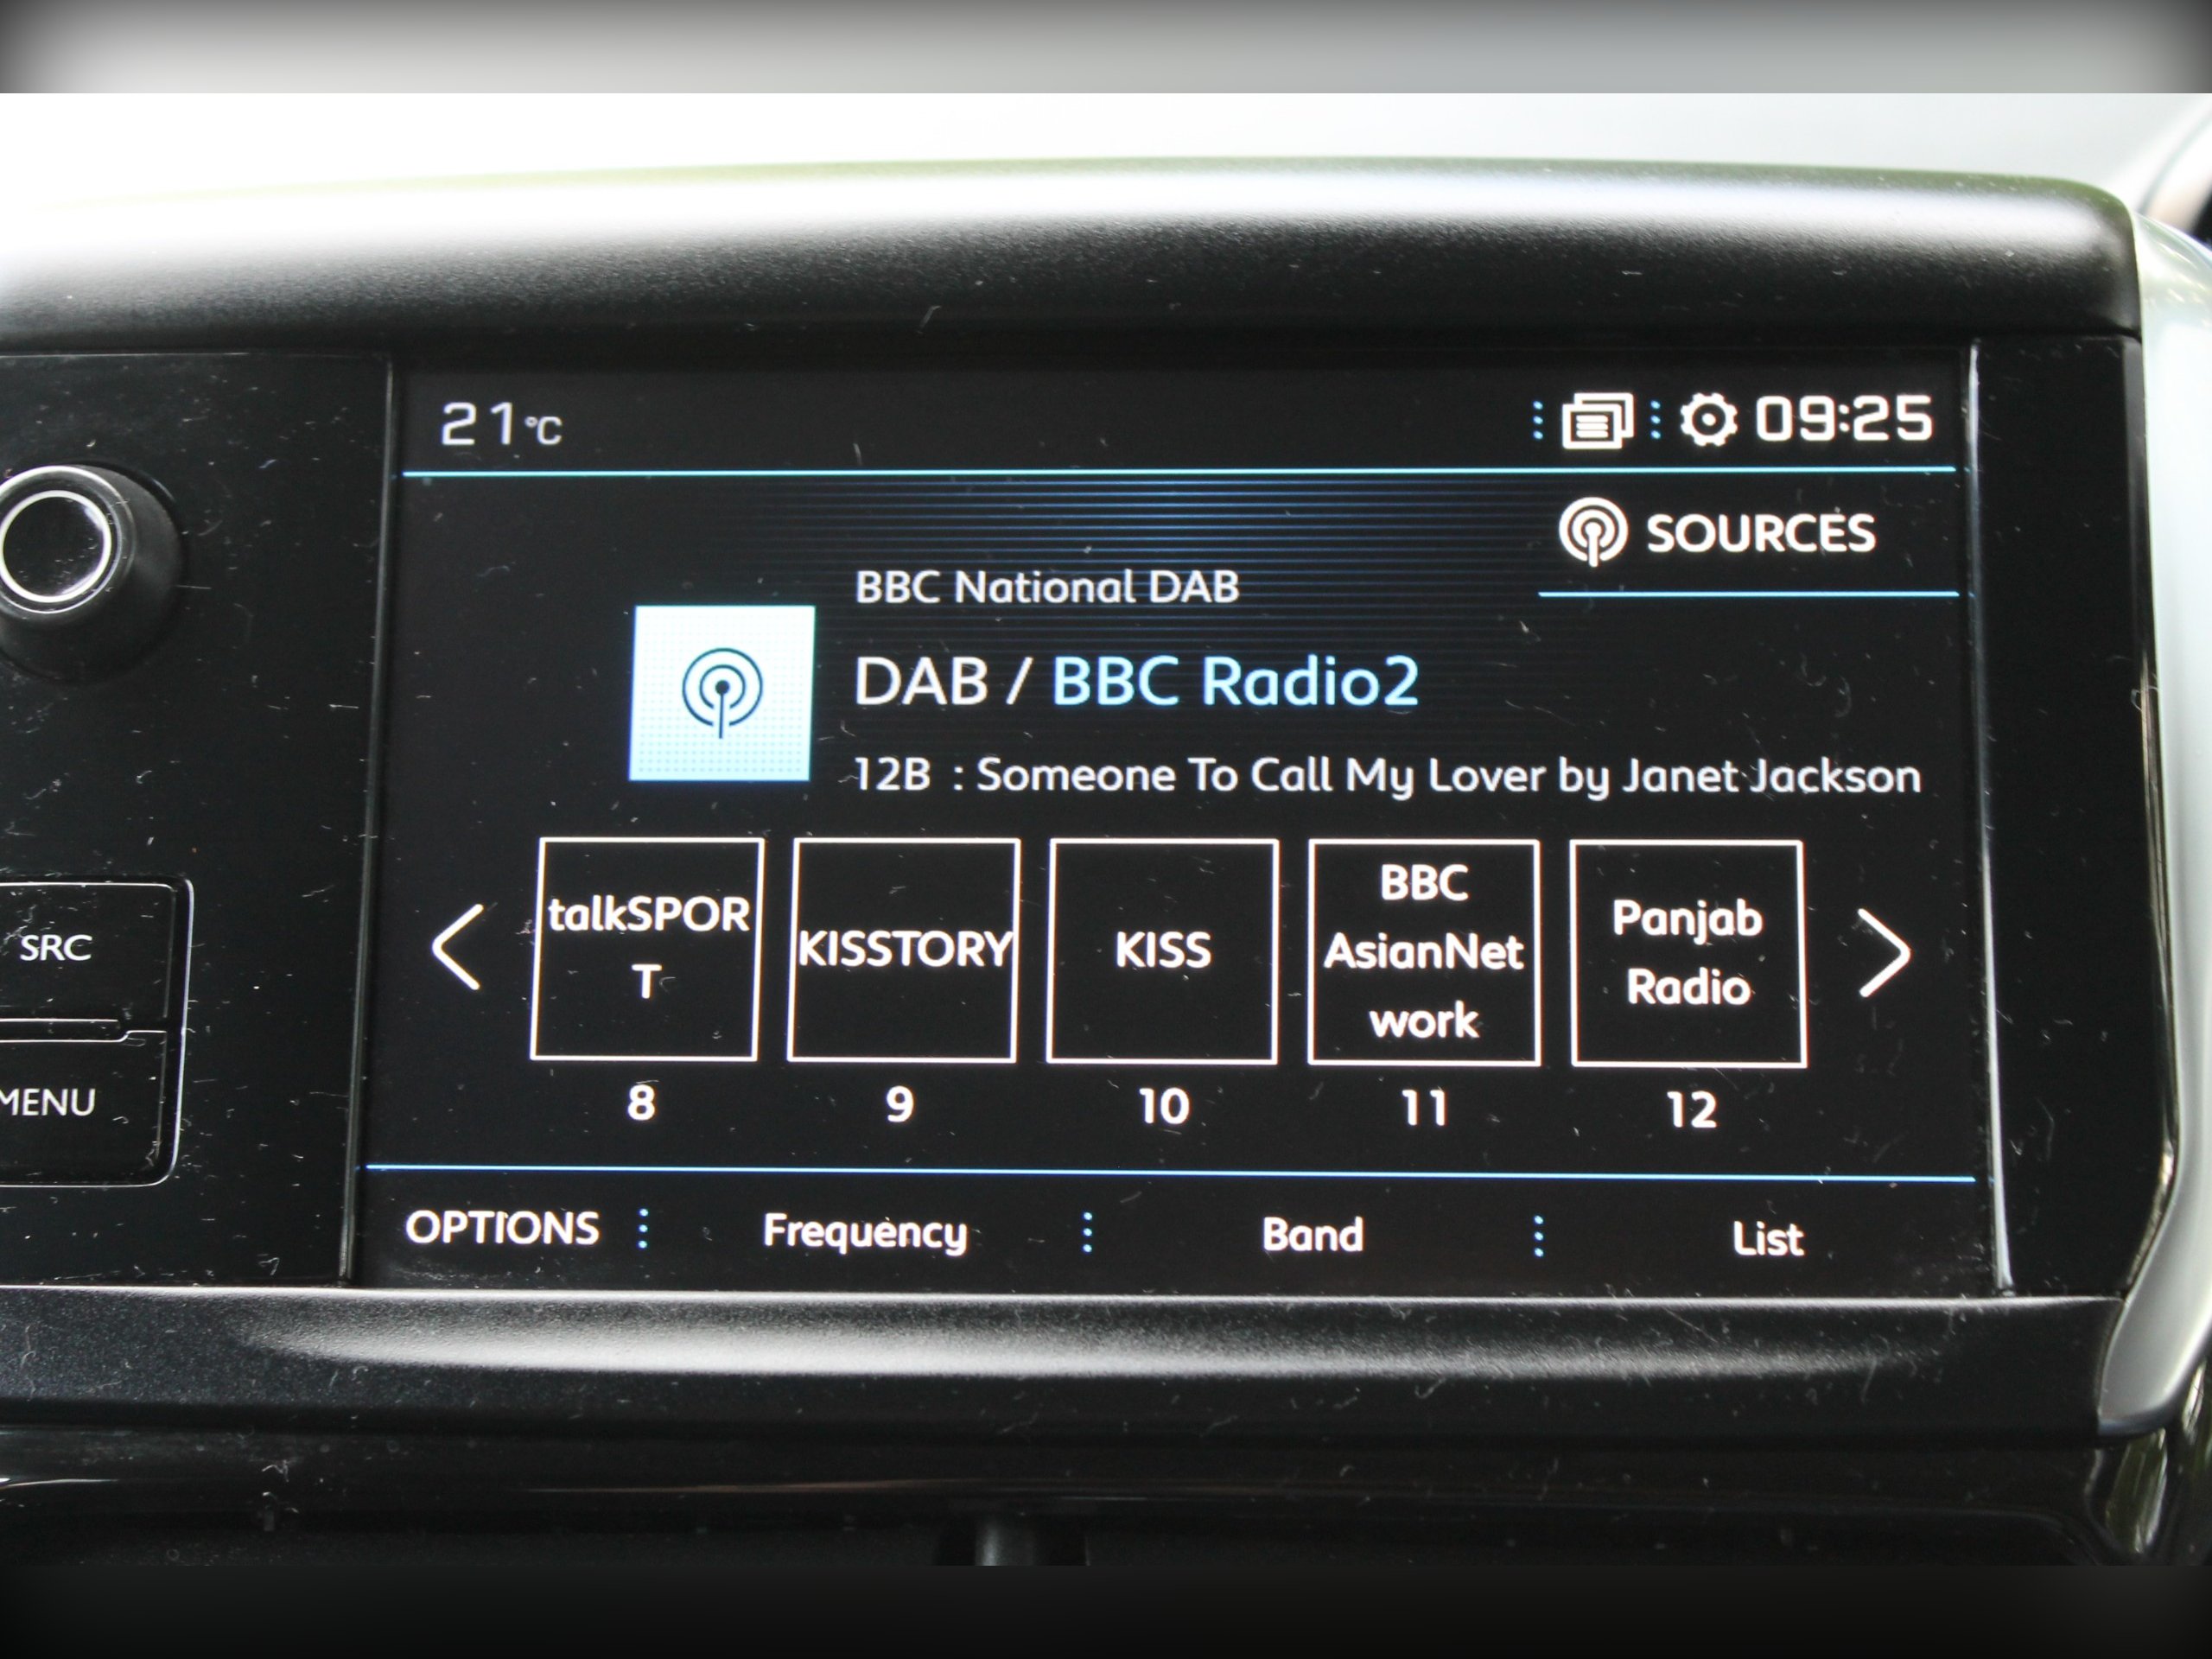 21°C
09:25
SOURCES
BBC National DAB
DAB / BBC Radio2
12B : Someone To Call My Lover by Janet Jackson
talkSPOR
T
KISSTORY
KISS
BBC
AsianNet
work
Panjab
Radio
8
9
10
11
12
SRC
MENU
OPTIONS
Frequency
Band
List